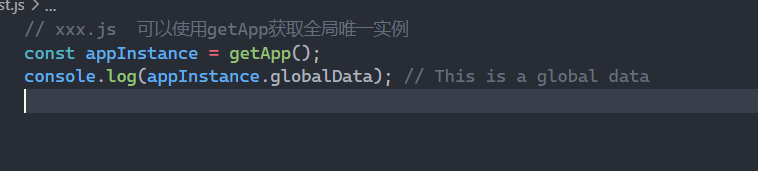 st.js > ...
// xxx.js  可以使用getApp获取全局唯一实例
const appInstance = getApp();
console.log(appInstance.globalData); // This is a global data